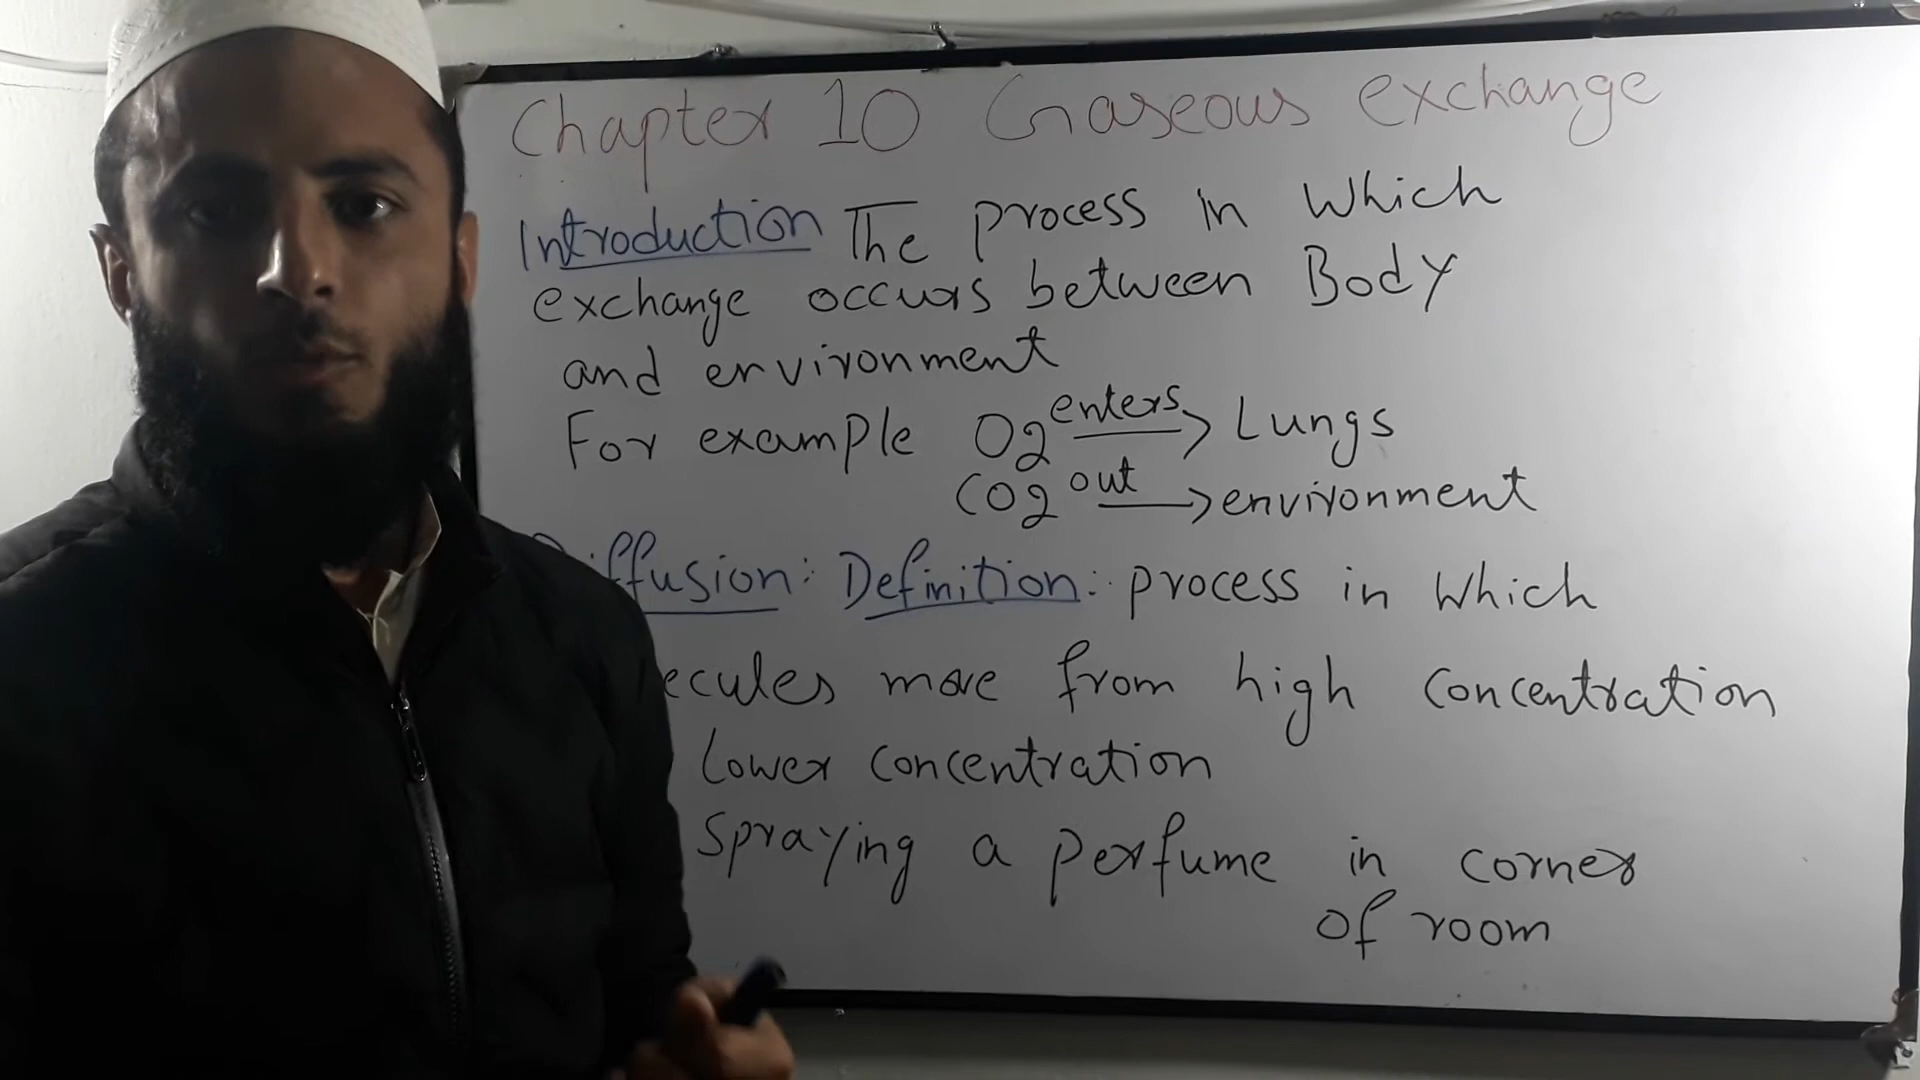 Chapter 10 Gaseous exchange
Introduction The process in Which
exchange occurs between Body
and environment
For example O2 enters → Lungs
CO2 out → environment
Diffusion: Definition: process in which
ecules move from high concentration
Lower concentration
Spraying a perfume in corner
of room